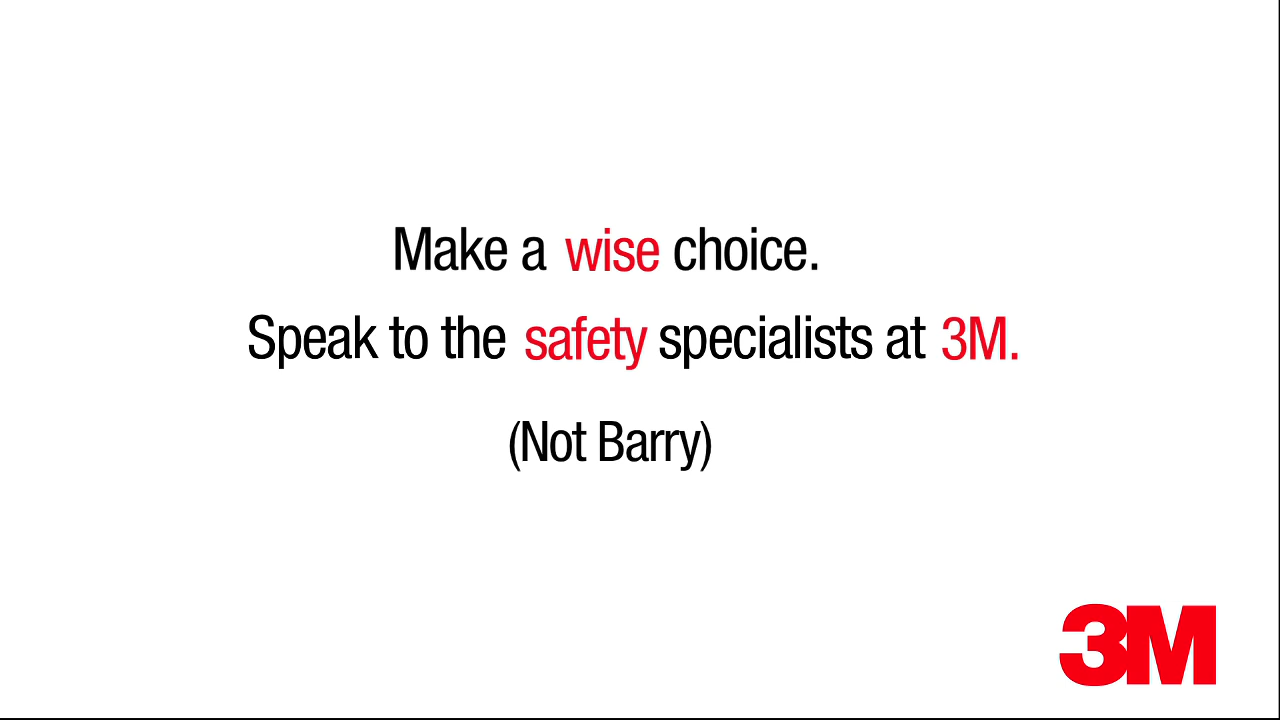 Make a wise choice.
Speak to the safety specialists at 3M.
(Not Barry)
3M